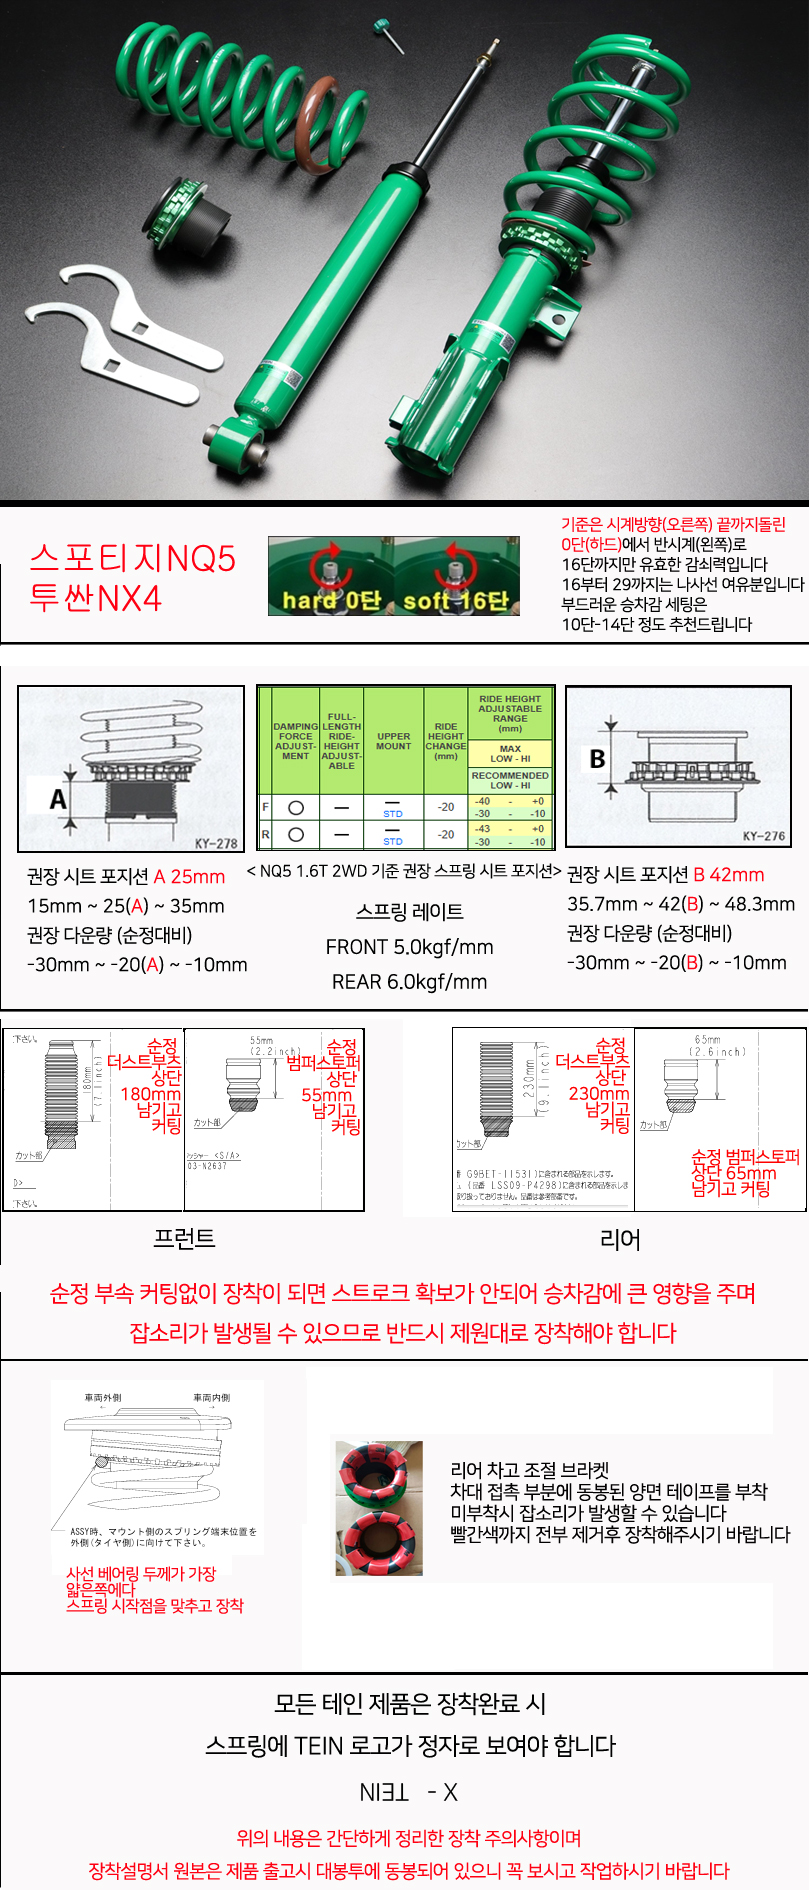 스포티지NQ5
투싼NX4
hard 0단
soft 16단
기준은 시계방향(오른쪽) 끝까지돌린
0단(하드)에서 반시계(왼쪽)로
16단까지만 유효한 감쇠력입니다
16부터 29까지는 나사선 여유분입니다
부드러운 승차감 세팅은
10단-14단 정도 추천드립니다
A
KY-278
권장 시트 포지션 A 25mm
15mm ~ 25(A) ~ 35mm
권장 다운량 (순정대비)
-30mm ~ -20(A) ~ -10mm
DAMPING FORCE ADJUST-MENT
FULL-LENGTH RIDE-HEIGHT ADJUST-ABLE
UPPER MOUNT
RIDE HEIGHT CHANGE (mm)
RIDE HEIGHT ADJUSTABLE RANGE (mm)
MAX LOW - HI
RECOMMENDED LOW - HI
F ○ — — STD -20 -40 - +0
-30 - -10
R ○ — — STD -20 -43 - +0
-30 - -10
< NQ5 1.6T 2WD 기준 권장 스프링 시트 포지션>
스프링 레이트
FRONT 5.0kgf/mm
REAR 6.0kgf/mm
B
KY-276
권장 시트 포지션 B 42mm
35.7mm ~ 42(B) ~ 48.3mm
권장 다운량 (순정대비)
-30mm ~ -20(B) ~ -10mm
下さい。
180mm
(7.1inch)
カット部
D>
下さい。
순정
더스트부츠
상단
180mm
남기고
커팅
55mm
(2.2inch)
カット部
ッシャー <S/A>
03-N2637
순정
범퍼스토퍼
상단
55mm
남기고
커팅
230mm
(9.1inch)
カット部
순정
더스트부츠
상단
230mm
남기고
커팅
G9BET-11531)に含まれる部品を示します。
(品番 LSS09-P4298)に含まれる部品を示しま
取り扱っておりません。品番は参考部番です。
65mm
(2.6inch)
カット部
순정 범퍼스토퍼
상단 65mm
남기고 커팅
프런트
리어
순정 부속 커팅없이 장착이 되면 스트로크 확보가 안되어 승차감에 큰 영향을 주며
잡소리가 발생될 수 있으므로 반드시 제원대로 장착해야 합니다
車両外側
車両内側
ASSY時、マウント側のスプリング端末位置を
外側(タイヤ側)に向けて下さい。
사선 베어링 두께가 가장
얇은쪽에다
스프링 시작점을 맞추고 장착
리어 차고 조절 브라켓
차대 접촉 부분에 동봉된 양면 테이프를 부착
미부착시 잡소리가 발생할 수 있습니다
빨간색까지 전부 제거후 장착해주시기 바랍니다
모든 테인 제품은 장착완료 시
스프링에 TEIN 로고가 정자로 보여야 합니다
TEIN - X
위의 내용은 간단하게 정리한 장착 주의사항이며
장착설명서 원본은 제품 출고시 대봉투에 동봉되어 있으니 꼭 보시고 작업하시기 바랍니다